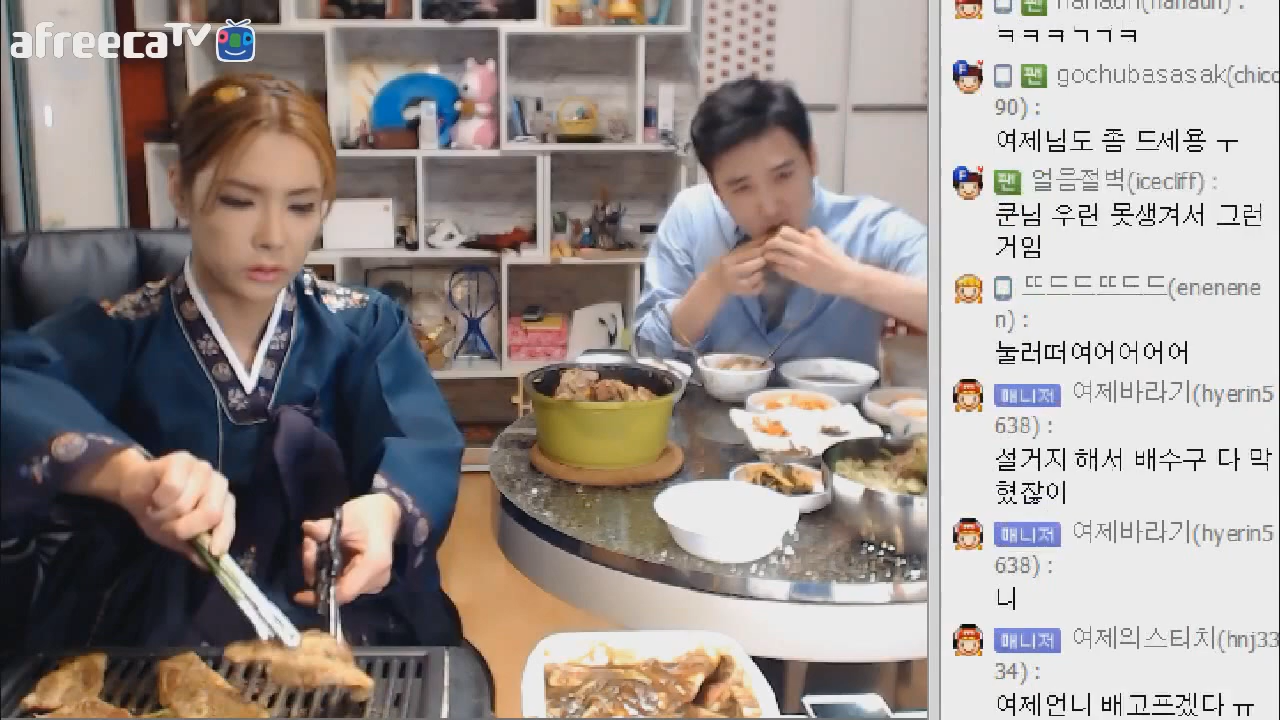 afreecaTV
팬 hanaun(hanaun) :
ㅋㅋㅋㄱㄱㅋ
팬 gochubasasak(chico
90) :
여제님도 좀 드세용 ㅜ
팬 얼음절벽(icecliff) :
쿤님 우린 못생겨서 그런
거임
뜨드드뜨드드(enenene
n) :
눌러떠여어어어어
매니저 여제바라기(hyerin5
638) :
설거지 해서 배수구 다 막
혔잖이
매니저 여제바라기(hyerin5
638) :
니
매니저 여제의스티치(hnj33
34) :
여제언니 배고프겠다 ㅠ